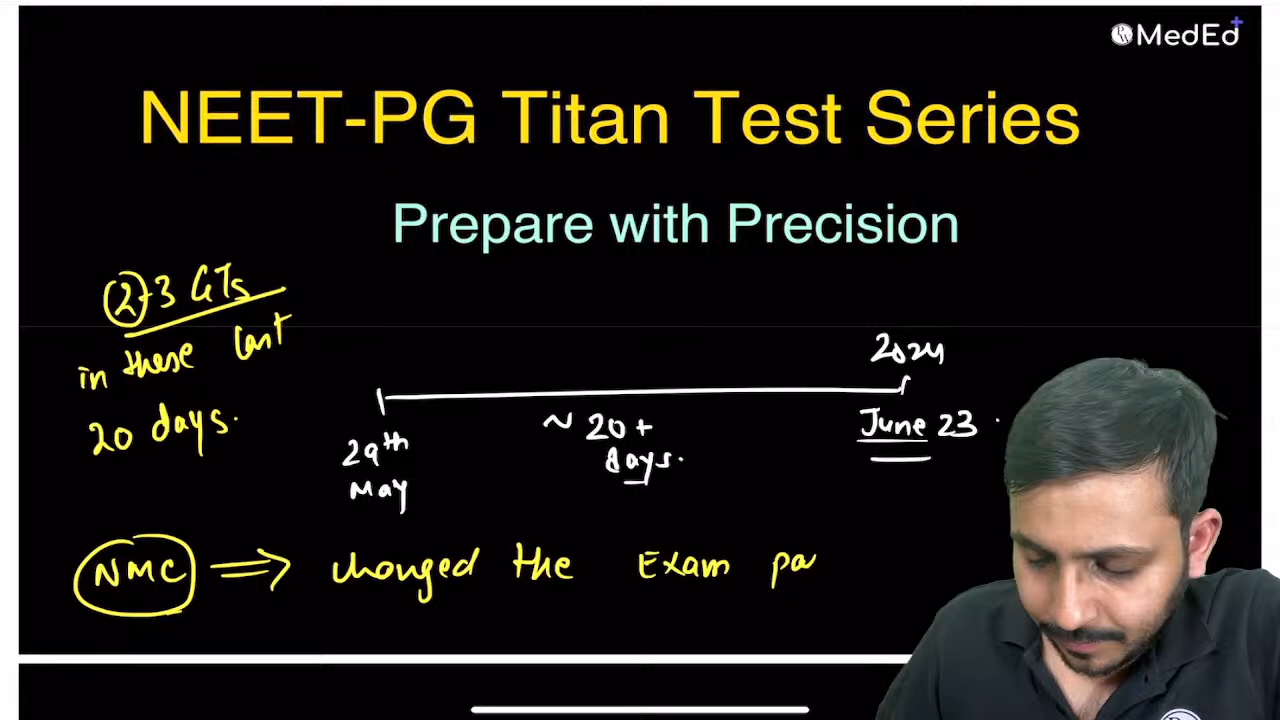 MedEd+
NEET-PG Titan Test Series
Prepare with Precision
2-3 GTs
in these last
20 days.
2024
29th
May
~ 20+
days.
June 23
NMC ⇒ changed the Exam pa